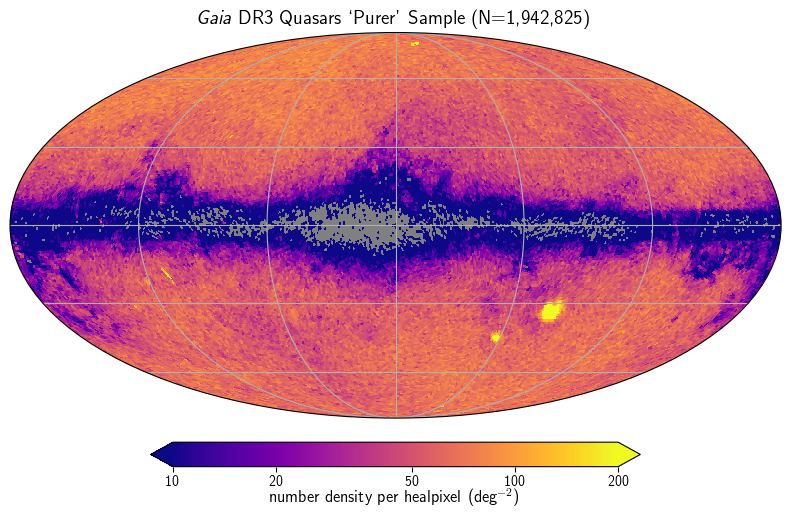 Gaia DR3 Quasars ‘Purer’ Sample (N=1,942,825)
10 20 50 100 200
number density per healpixel (deg⁻²)